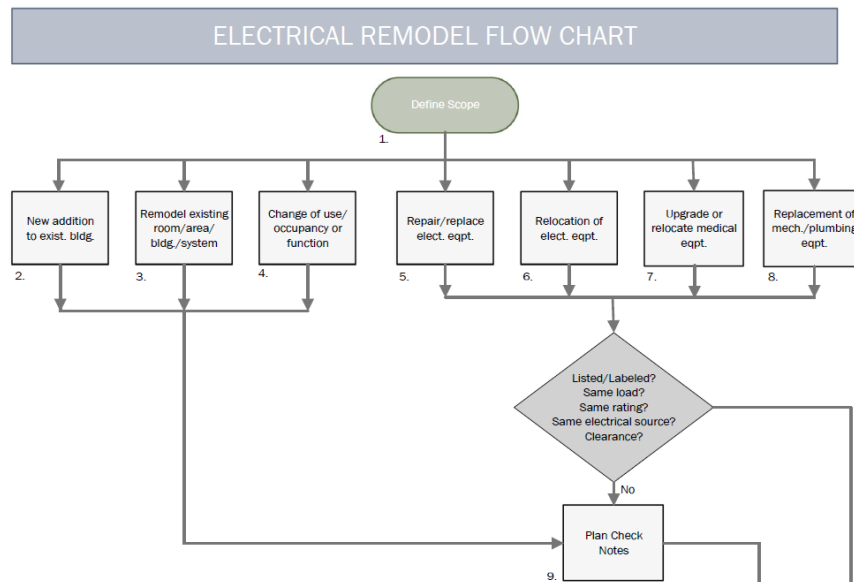 ELECTRICAL REMODEL FLOW CHART
Define Scope
1.
New addition
to exist. bldg.
2.
Remodel existing
room/area/
bldg./system
3.
Change of use/
occupancy or
function
4.
Repair/replace
elect. eqpt.
5.
Relocation of
elect. eqpt.
6.
Upgrade or
relocate medical
eqpt.
7.
Replacement of
mech./plumbing
eqpt.
8.
Listed/Labeled?
Same load?
Same rating?
Same electrical source?
Clearance?
No
Plan Check
Notes
9.